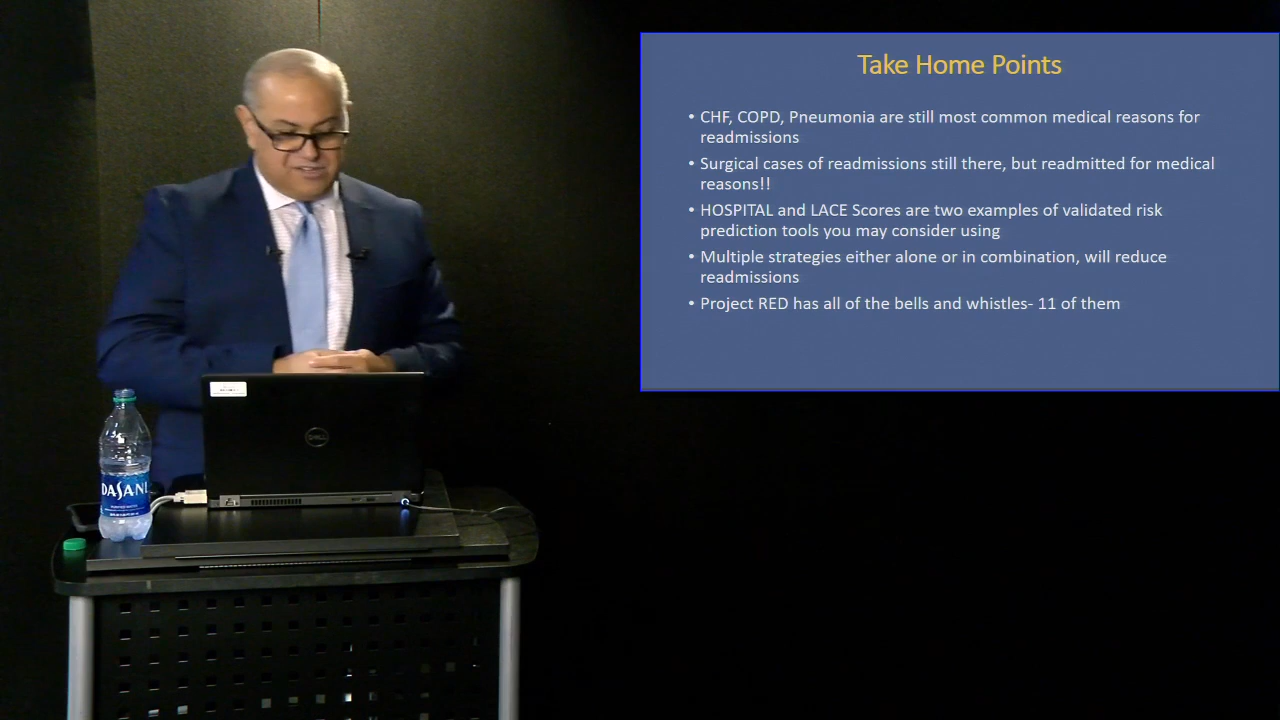 Take Home Points
• CHF, COPD, Pneumonia are still most common medical reasons for
readmissions
• Surgical cases of readmissions still there, but readmitted for medical
reasons!!
• HOSPITAL and LACE Scores are two examples of validated risk
prediction tools you may consider using
• Multiple strategies either alone or in combination, will reduce
readmissions
• Project RED has all of the bells and whistles- 11 of them
DELL
DASANI